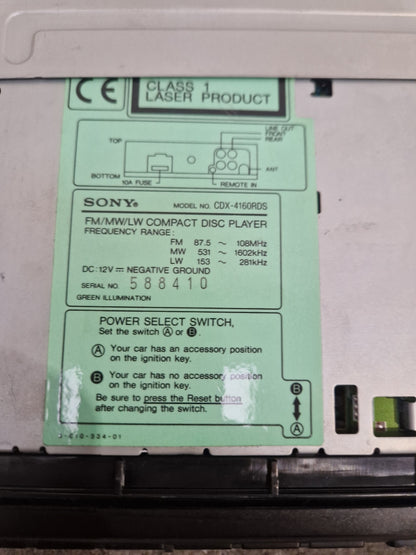 CE
CLASS 1
LASER PRODUCT
LINE OUT
FRONT
REAR
TOP
ANT
BOTTOM
10A FUSE
REMOTE IN
SONY®
MODEL NO. CDX-4160RDS
FM/MW/LW COMPACT DISC PLAYER
FREQUENCY RANGE:
FM 87.5 ~ 108MHz
MW 531 ~ 1602kHz
LW 153 ~ 281kHz
DC:12V NEGATIVE GROUND
SERIAL NO. 588410
GREEN ILLUMINATION
POWER SELECT SWITCH,
Set the switch Ⓐ or Ⓑ.
Ⓐ Your car has an accessory position
on the ignition key.
Ⓑ Your car has no accessory position
on the ignition key.
Be sure to press the Reset button
after changing the switch.
Ⓑ
Ⓐ